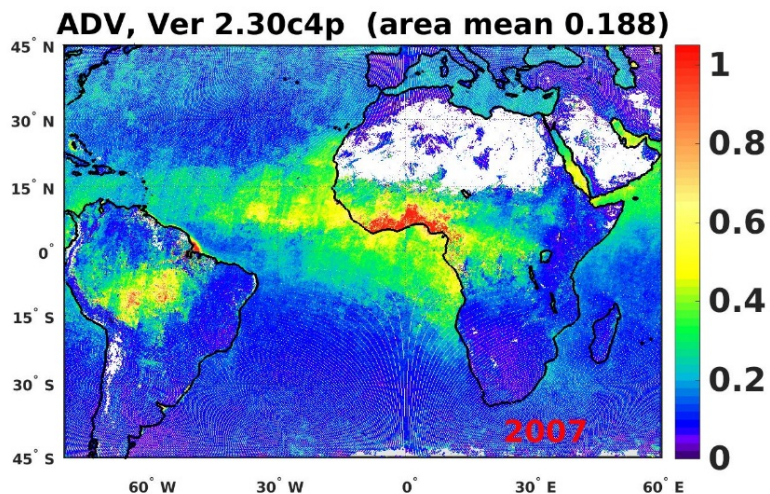 ADV, Ver 2.30c4p (area mean 0.188)
45° N
30° N
15° N
0°
15° S
30° S
45° S
60° W
30° W
0°
30° E
60° E
2007
1
0.8
0.6
0.4
0.2
0